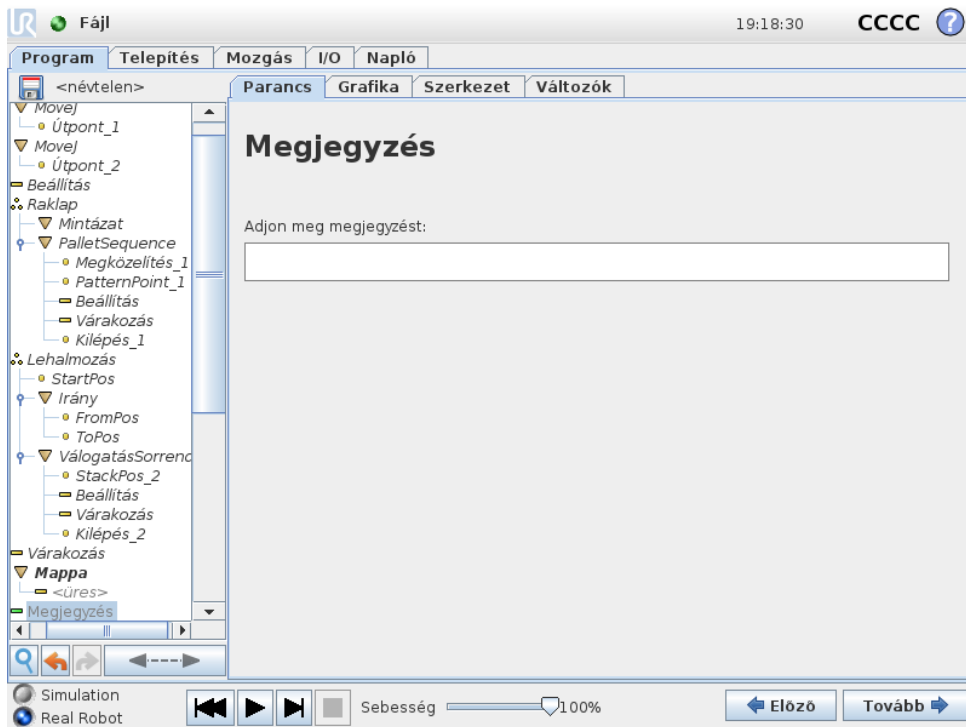 Fájl
19:18:30
CCCC
?
Program Telepítés Mozgás I/O Napló
<névtelen>
Parancs Grafika Szerkezet Változók
MoveJ
Útpont_1
MoveJ
Útpont_2
Beállítás
Raklap
Mintázat
PalletSequence
Megközelítés_1
PatternPoint_1
Beállítás
Várakozás
Kilépés_1
Lehalmozás
StartPos
Irány
FromPos
ToPos
VálogatásSorrend
StackPos_2
Beállítás
Várakozás
Kilépés_2
Várakozás
Mappa
<üres>
Megjegyzés
Megjegyzés
Adjon meg megjegyzést:
Simulation
Real Robot
Sebesség
100%
Előző
Tovább